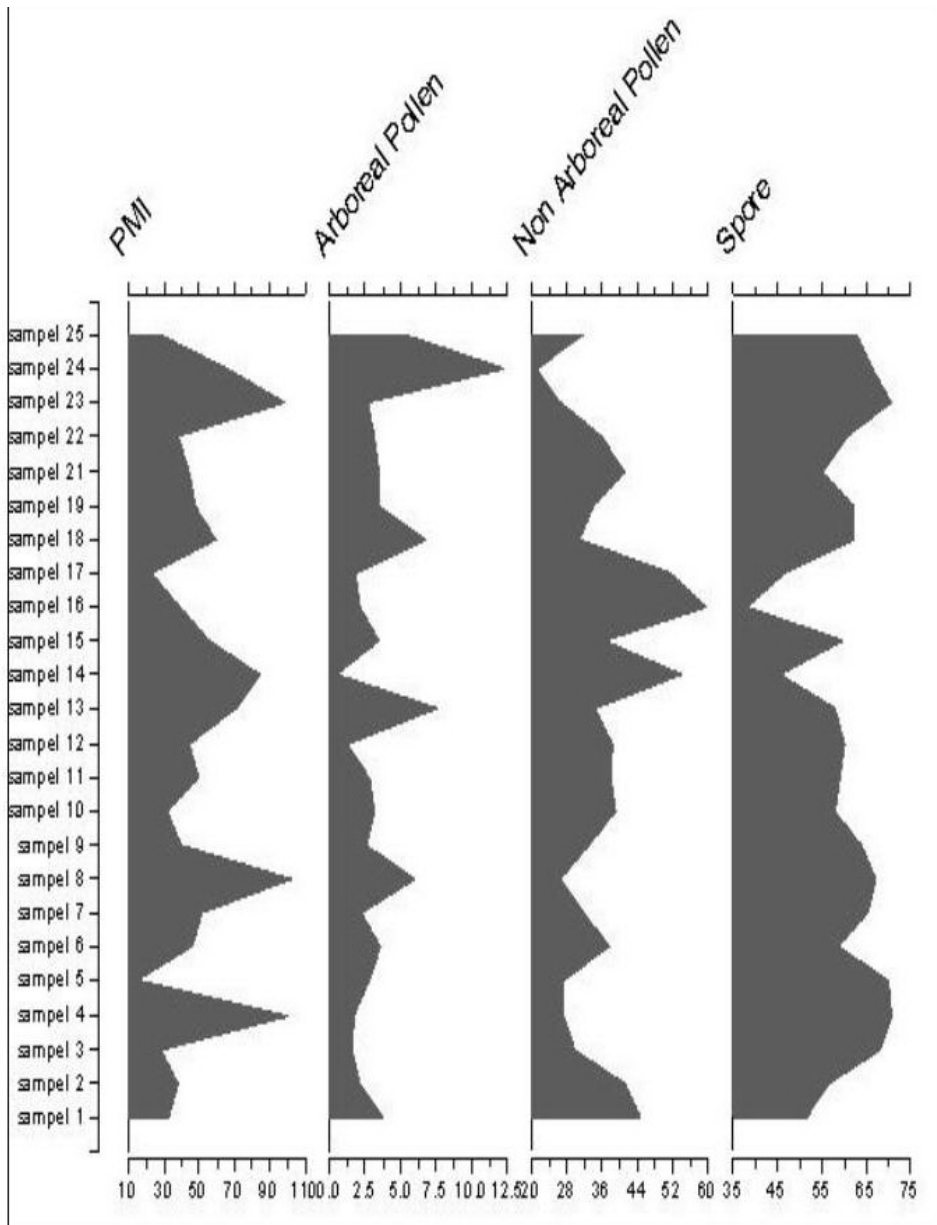 PMI
Arboreal Pollen
Non Arboreal Pollen
Spore
sampel 25
sampel 24
sampel 23
sampel 22
sampel 21
sampel 19
sampel 18
sampel 17
sampel 16
sampel 15
sampel 14
sampel 13
sampel 12
sampel 11
sampel 10
sampel 9
sampel 8
sampel 7
sampel 6
sampel 5
sampel 4
sampel 3
sampel 2
sampel 1
10 30 50 70 90 1100.0 2.5 5.0 7.5 10.0 12.520 28 36 44 52 60 35 45 55 65 75